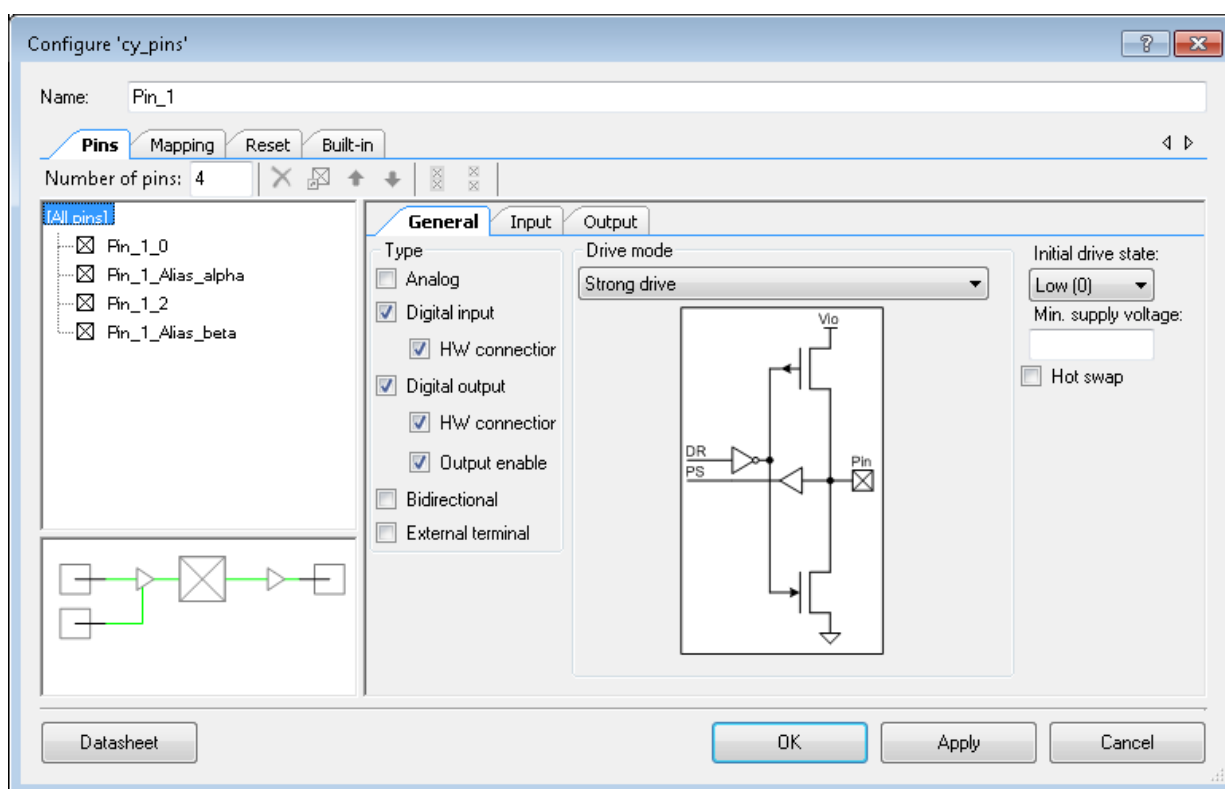 Configure 'cy_pins'
Name: Pin_1
Pins Mapping Reset Built-in
Number of pins: 4
[All pins]
Pin_1_0
Pin_1_Alias_alpha
Pin_1_2
Pin_1_Alias_beta
General Input Output
Type
Analog
Digital input
HW connection
Digital output
HW connection
Output enable
Bidirectional
External terminal
Drive mode
Strong drive
Vio
DR
PS
Pin
Initial drive state:
Low (0)
Min. supply voltage:
Hot swap
Datasheet OK Apply Cancel